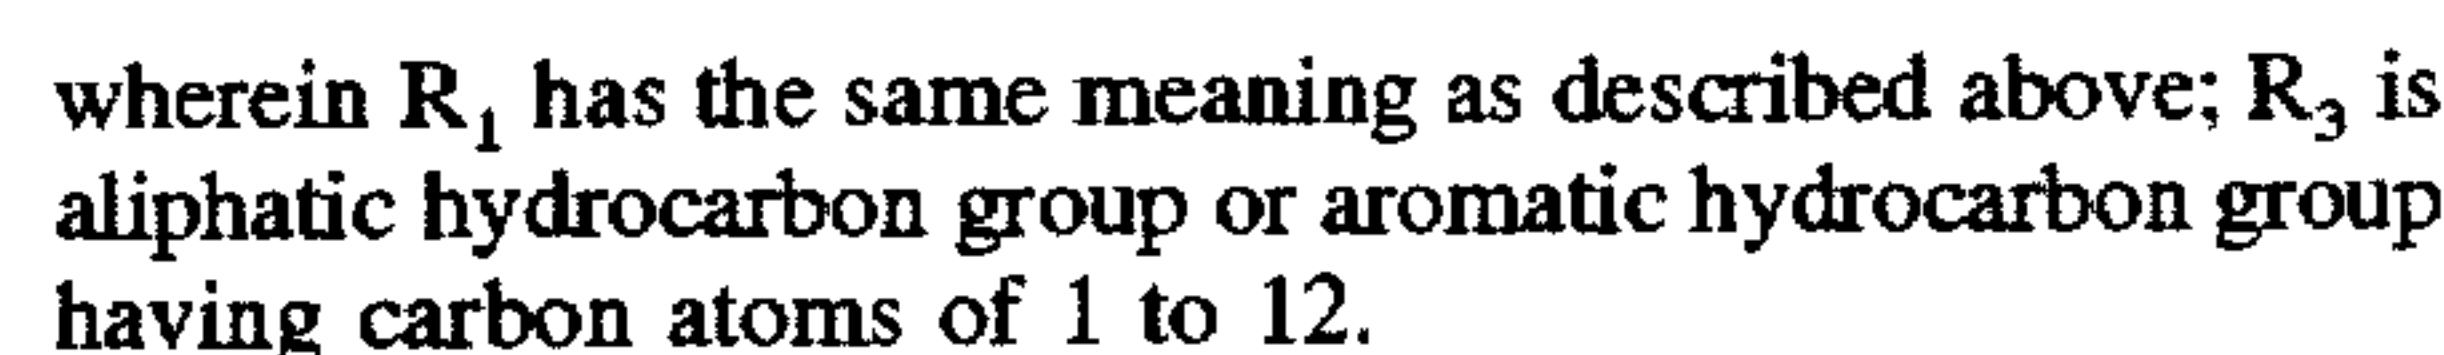 wherein R₁ has the same meaning as described above; R₃ is
aliphatic hydrocarbon group or aromatic hydrocarbon group
having carbon atoms of 1 to 12.